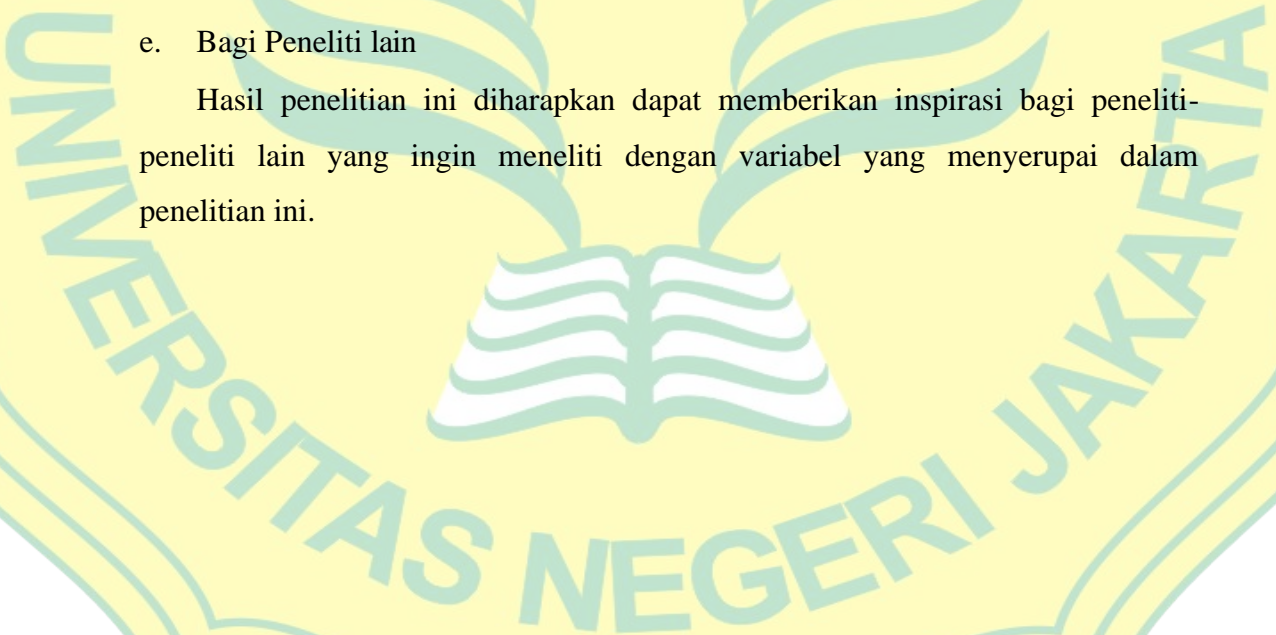 e. Bagi Peneliti lain
Hasil penelitian ini diharapkan dapat memberikan inspirasi bagi peneliti-
peneliti lain yang ingin meneliti dengan variabel yang menyerupai dalam
penelitian ini.
UNIVERSITAS NEGERI JAKARTA